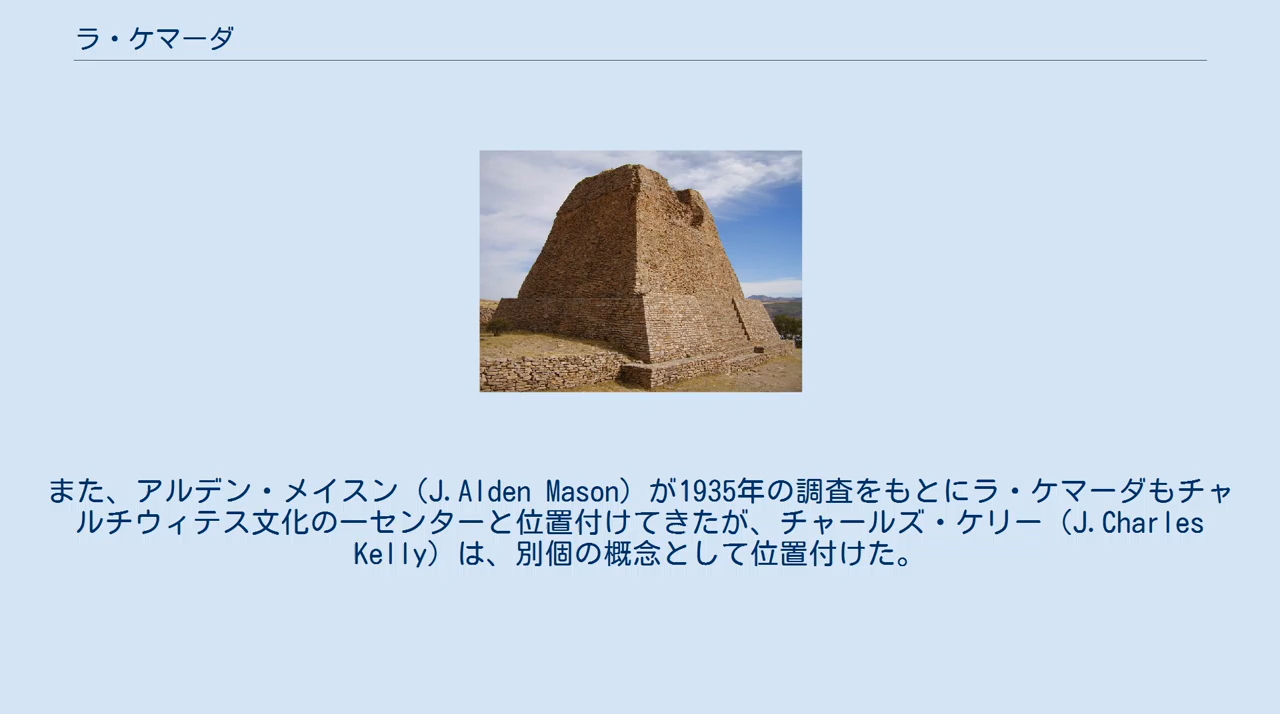 ラ・ケマーダ
また、アルデン・メイスン（J.Alden Mason）が1935年の調査をもとにラ・ケマーダもチャ
ルチウィテス文化の一センターと位置付けてきたが、チャールズ・ケリー（J.Charles
Kelly）は、別個の概念として位置付けた。